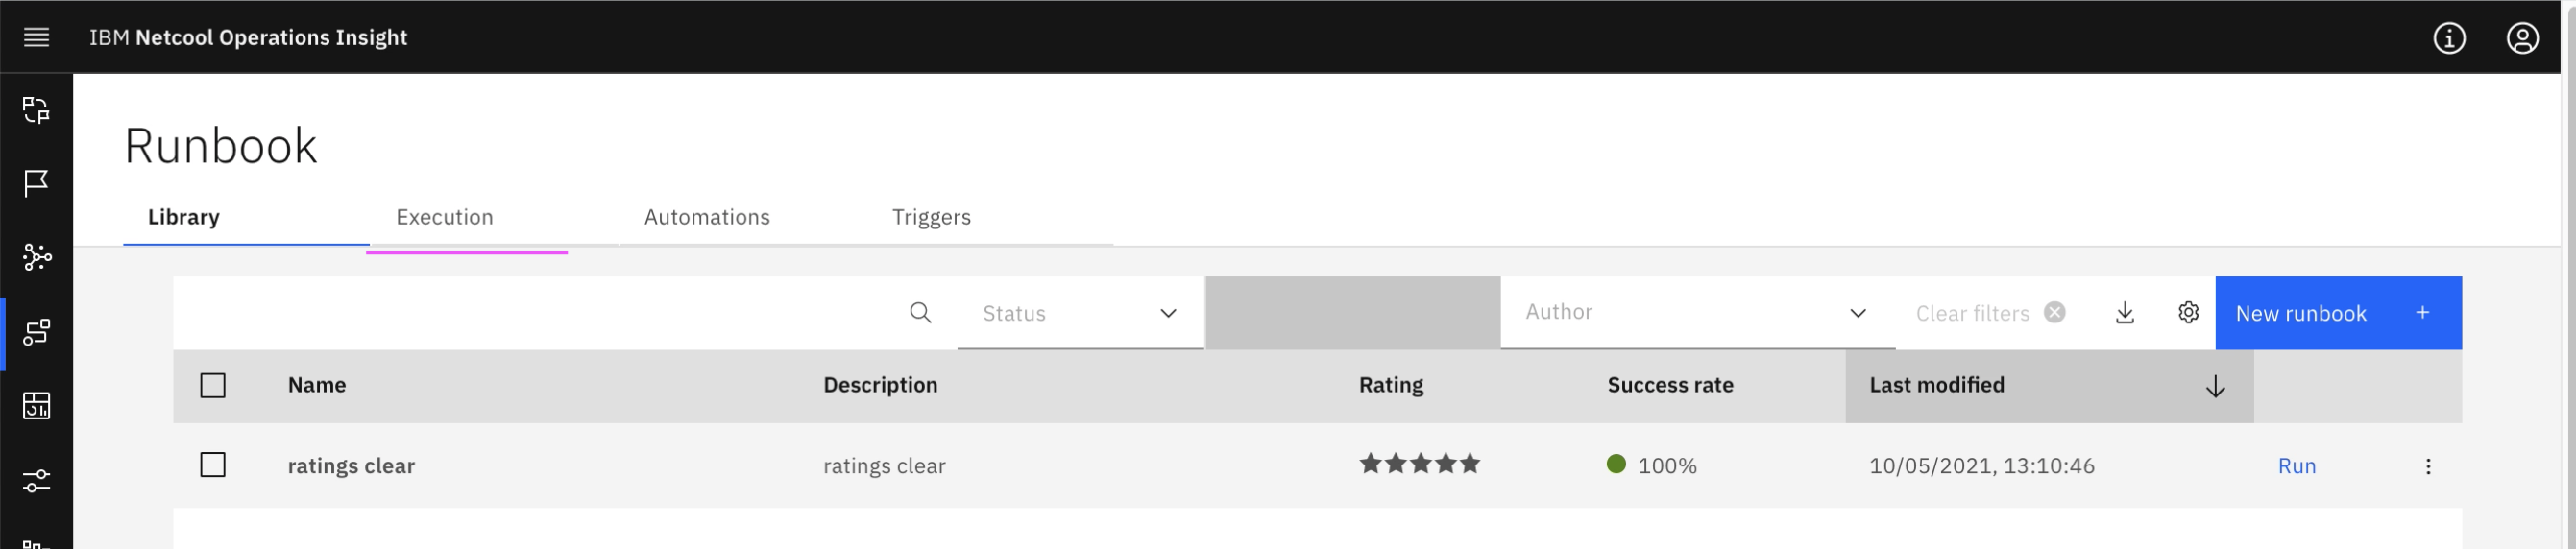 IBM Netcool Operations Insight
Runbook
Library Execution Automations Triggers
Status Author Clear filters New runbook +
Name Description Rating Success rate Last modified
ratings clear ratings clear 100% 10/05/2021, 13:10:46 Run